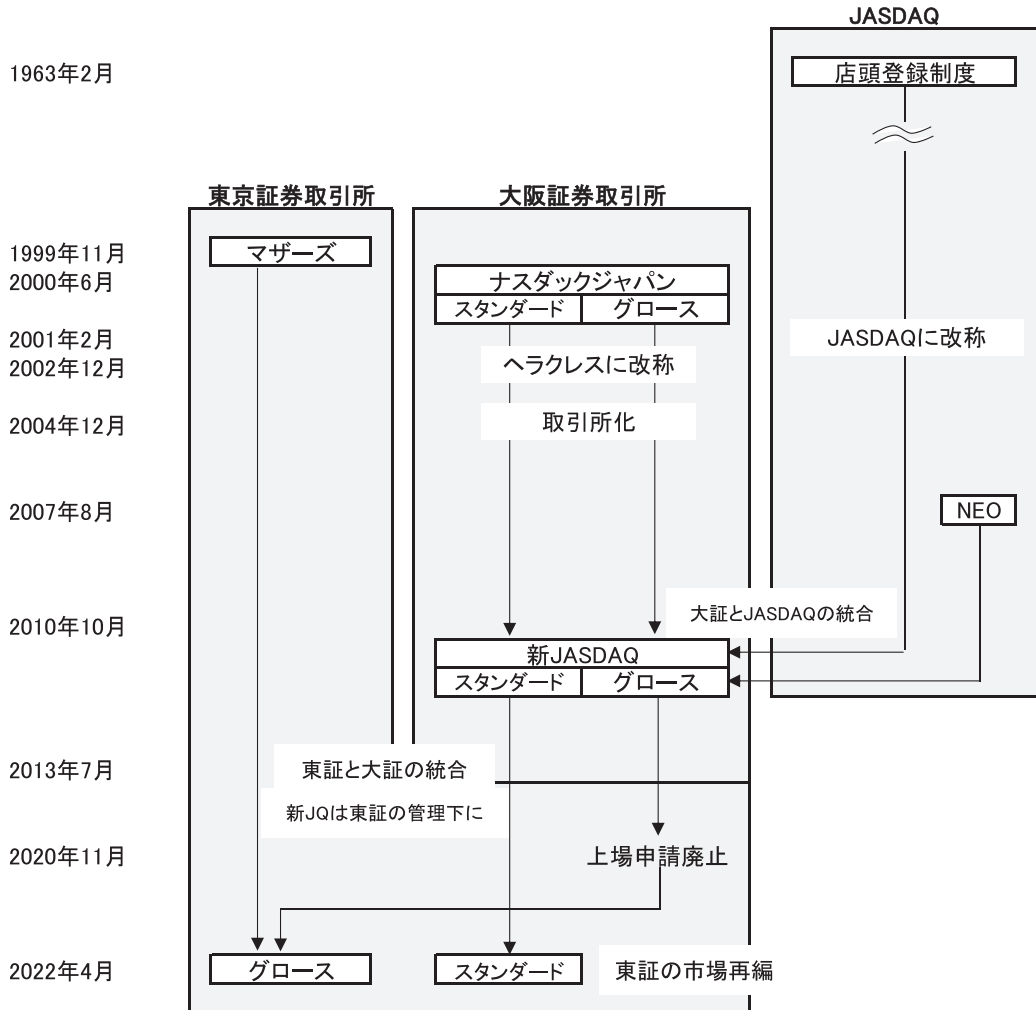 JASDAQ
1963年2月
店頭登録制度
東京証券取引所
大阪証券取引所
1999年11月
マザーズ
2000年6月
ナスダックジャパン
スタンダード
グロース
2001年2月
JASDAQに改称
2002年12月
ヘラクレスに改称
2004年12月
取引所化
2007年8月
NEO
2010年10月
大証とJASDAQの統合
新JASDAQ
スタンダード
グロース
2013年7月
東証と大証の統合
新JQは東証の管理下に
2020年11月
上場申請廃止
2022年4月
グロース
スタンダード
東証の市場再編